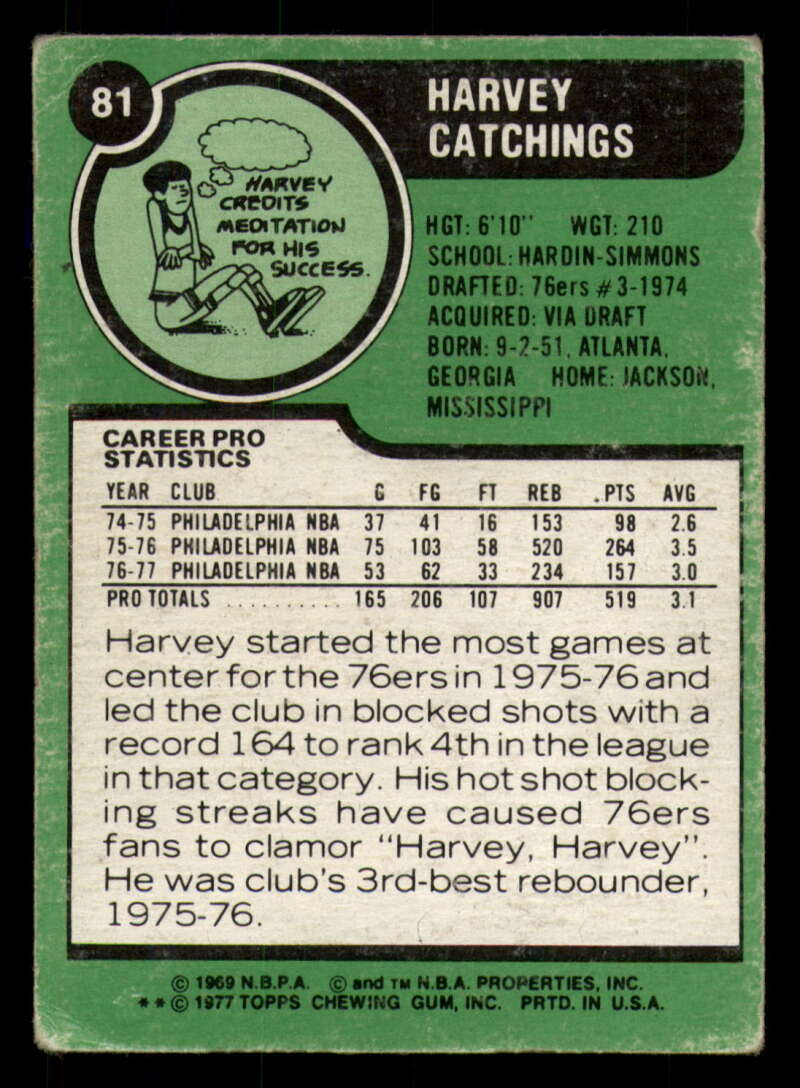 81
HARVEY
CATCHINGS
HARVEY
CREDITS
MEDITATION
FOR HIS
SUCCESS.
HGT: 6'10" WGT: 210
SCHOOL: HARDIN-SIMMONS
DRAFTED: 76ers #3-1974
ACQUIRED: VIA DRAFT
BORN: 9-2-51, ATLANTA,
GEORGIA HOME: JACKSON,
MISSISSIPPI
CAREER PRO
STATISTICS
YEAR CLUB G FG FT REB PTS AVG
74-75 PHILADELPHIA NBA 37 41 16 153 98 2.6
75-76 PHILADELPHIA NBA 75 103 58 520 264 3.5
76-77 PHILADELPHIA NBA 53 62 33 234 157 3.0
PRO TOTALS .......... 165 206 107 907 519 3.1
Harvey started the most games at
center for the 76ers in 1975-76 and
led the club in blocked shots with a
record 164 to rank 4th in the league
in that category. His hot shot block-
ing streaks have caused 76ers
fans to clamor "Harvey, Harvey".
He was club's 3rd-best rebounder,
1975-76.
© 1969 N.B.P.A. © and TM N.B.A. PROPERTIES, INC.
**© 1977 TOPPS CHEWING GUM, INC. PRTD. IN U.S.A.